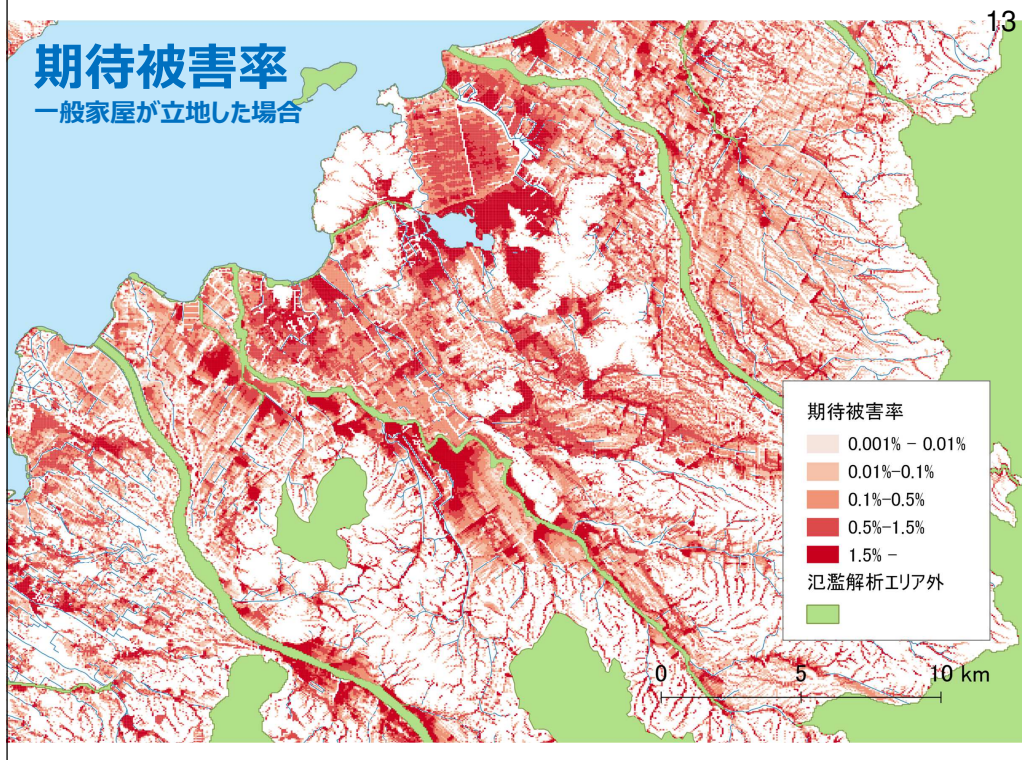 13
期待被害率
一般家屋が立地した場合
期待被害率
0.001% - 0.01%
0.01%-0.1%
0.1%-0.5%
0.5%-1.5%
1.5% -
氾濫解析エリア外
0 5 10 km